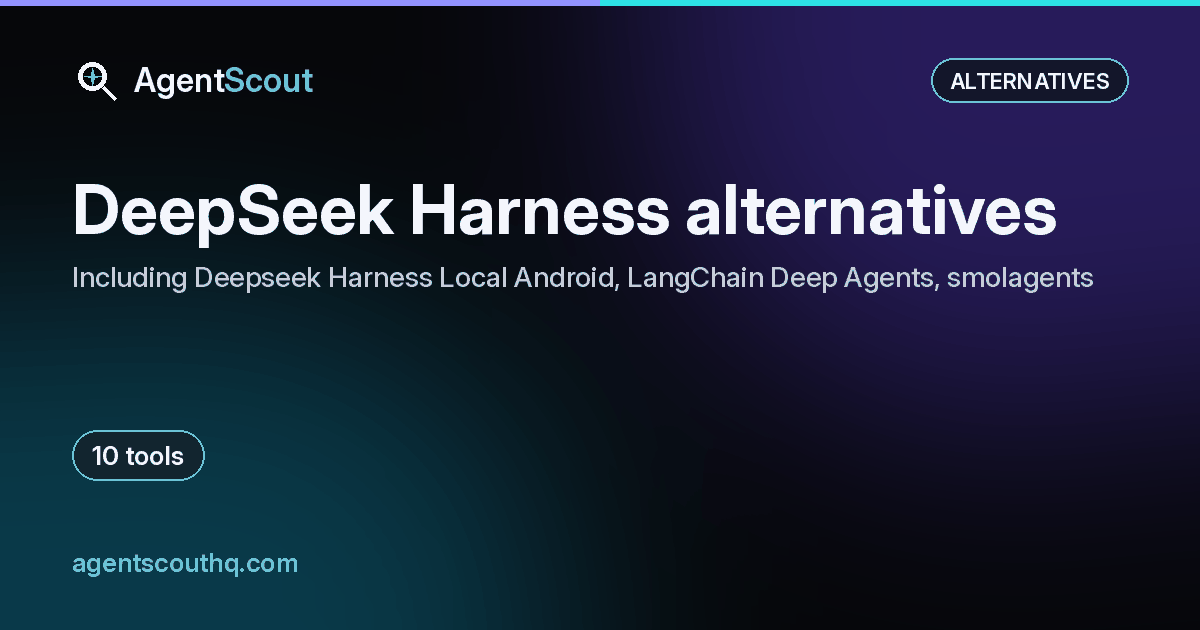 AgentScout
ALTERNATIVES
DeepSeek Harness alternatives
Including Deepseek Harness Local Android, LangChain Deep Agents, smolagents
10 tools
agentscouthq.com